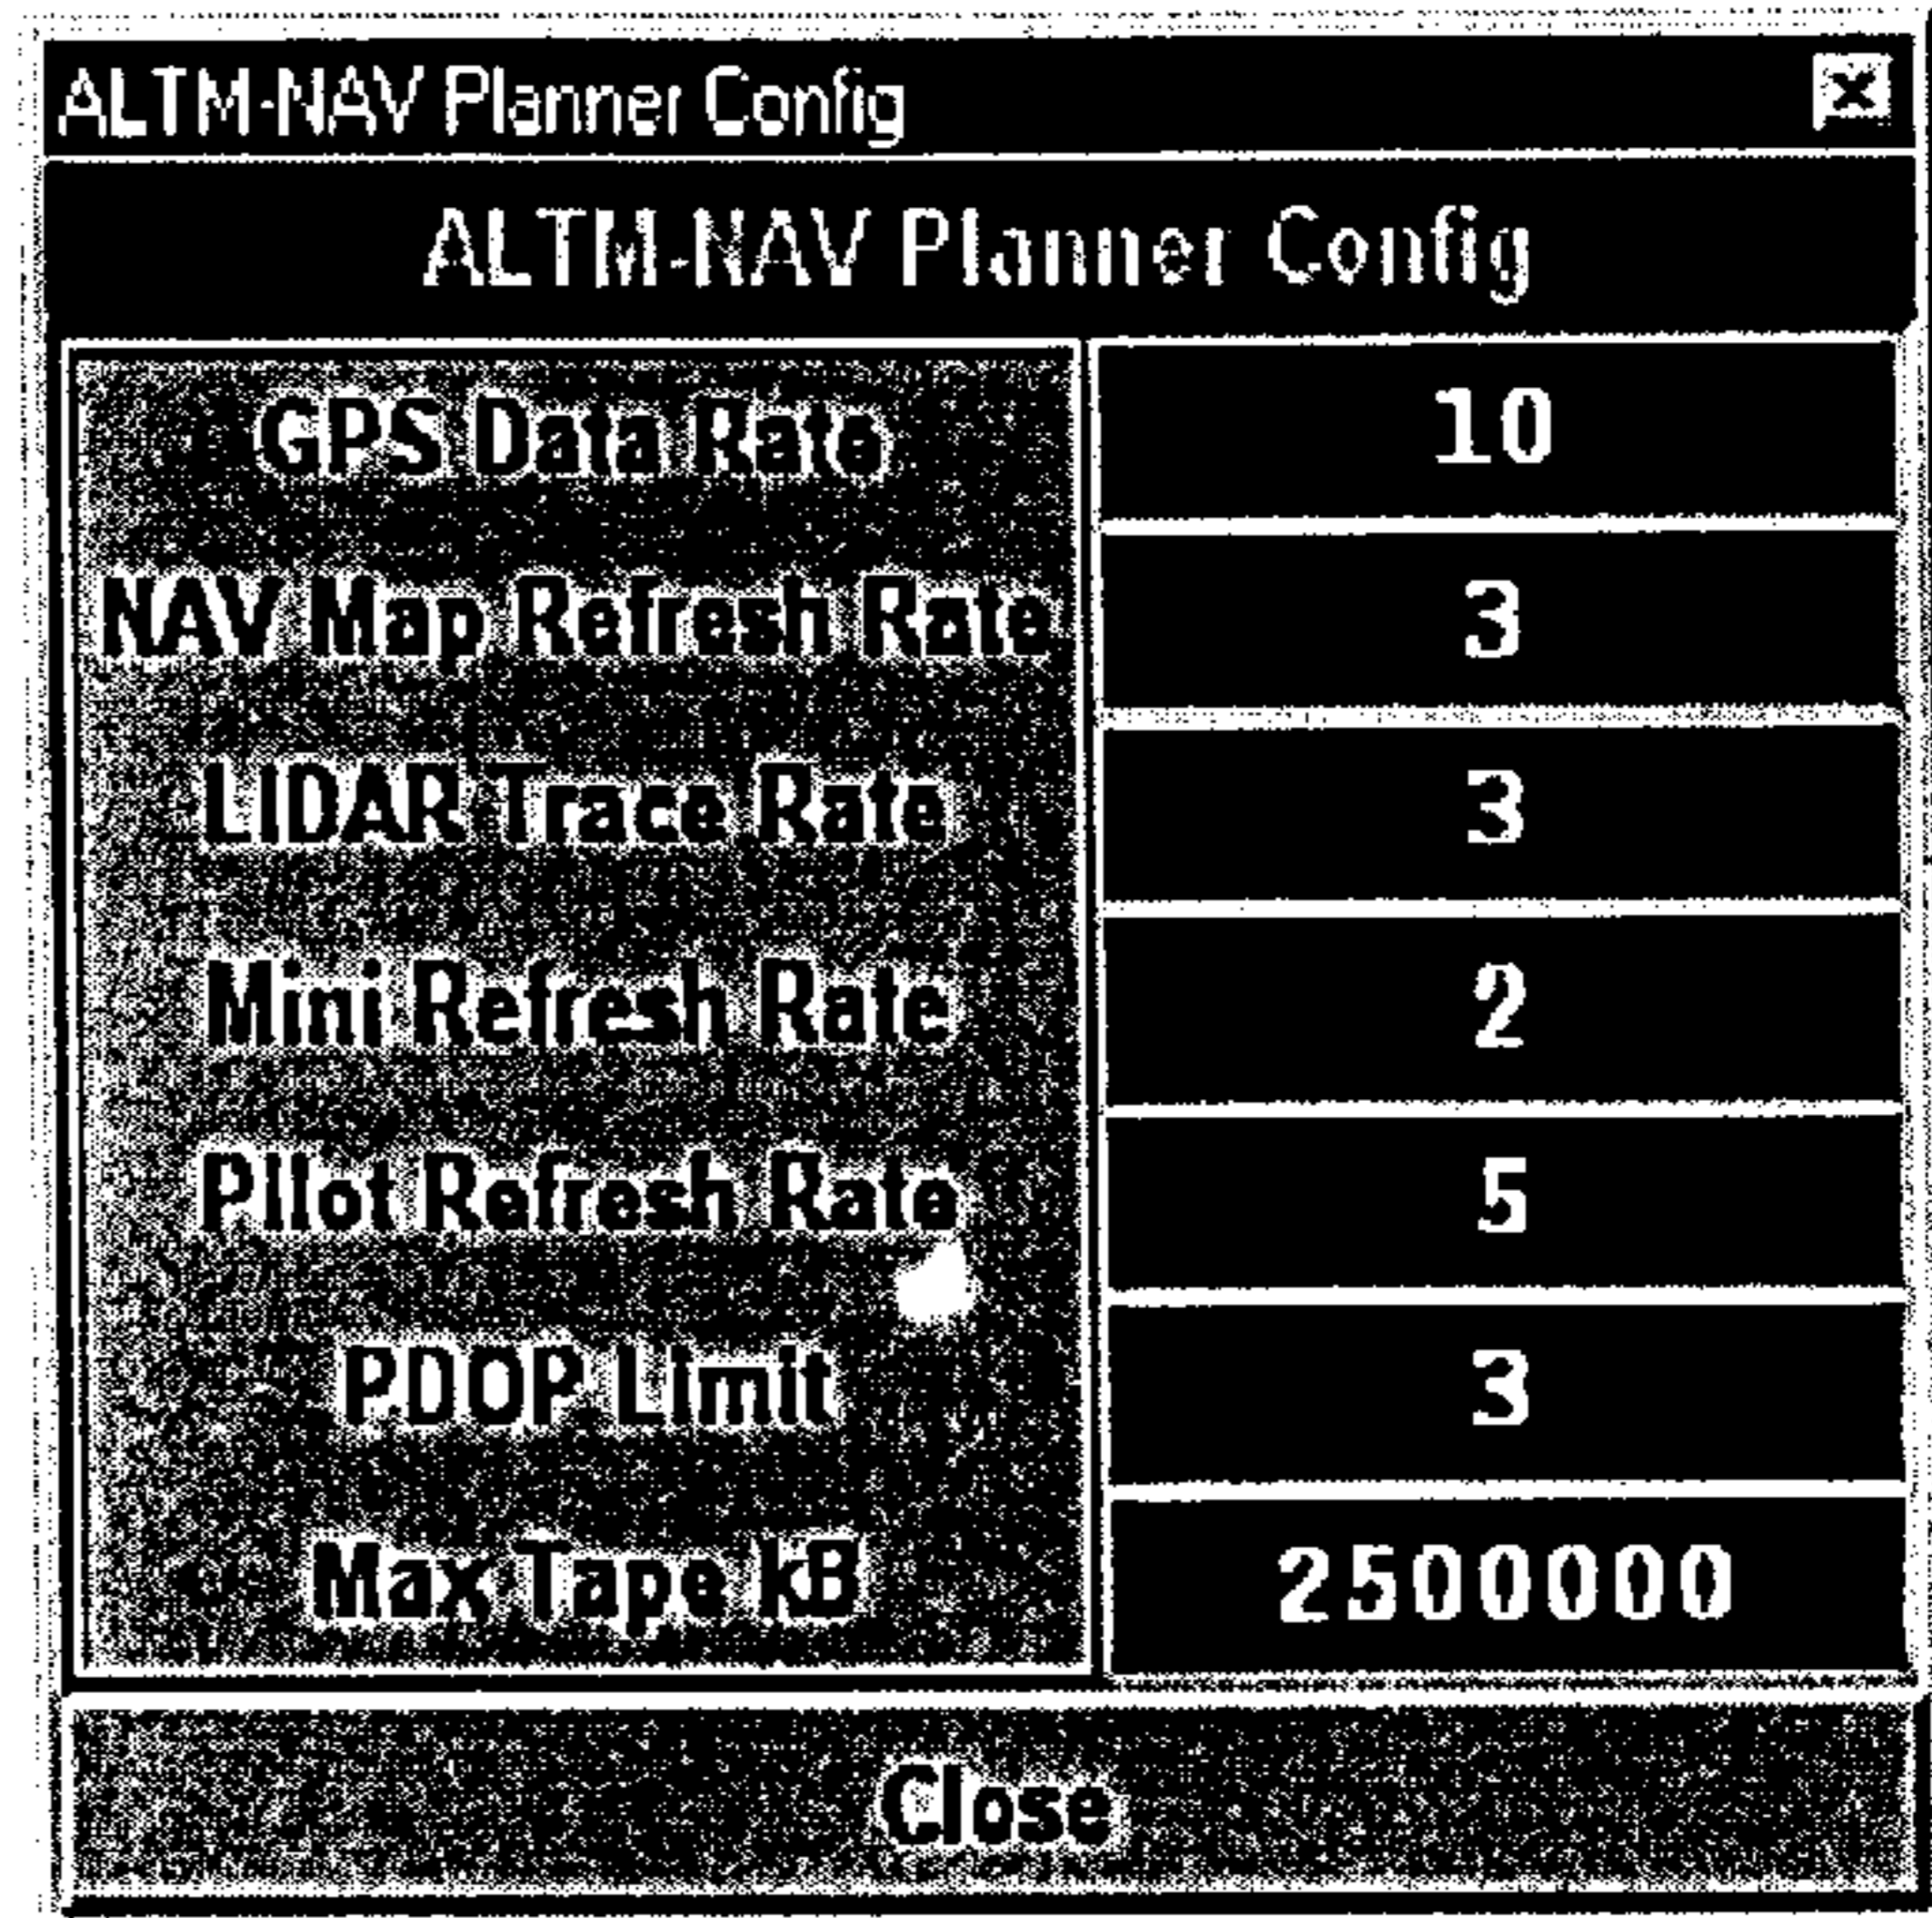 ALTM-NAV Planner Config
ALTM-NAV Planner Config
GPS Data Rate 10
NAV Map Refresh Rate 3
LIDAR Trace Rate 3
Mini Refresh Rate 2
Pilot Refresh Rate 5
PDOP Limit 3
Max Tape kB 2500000
Close